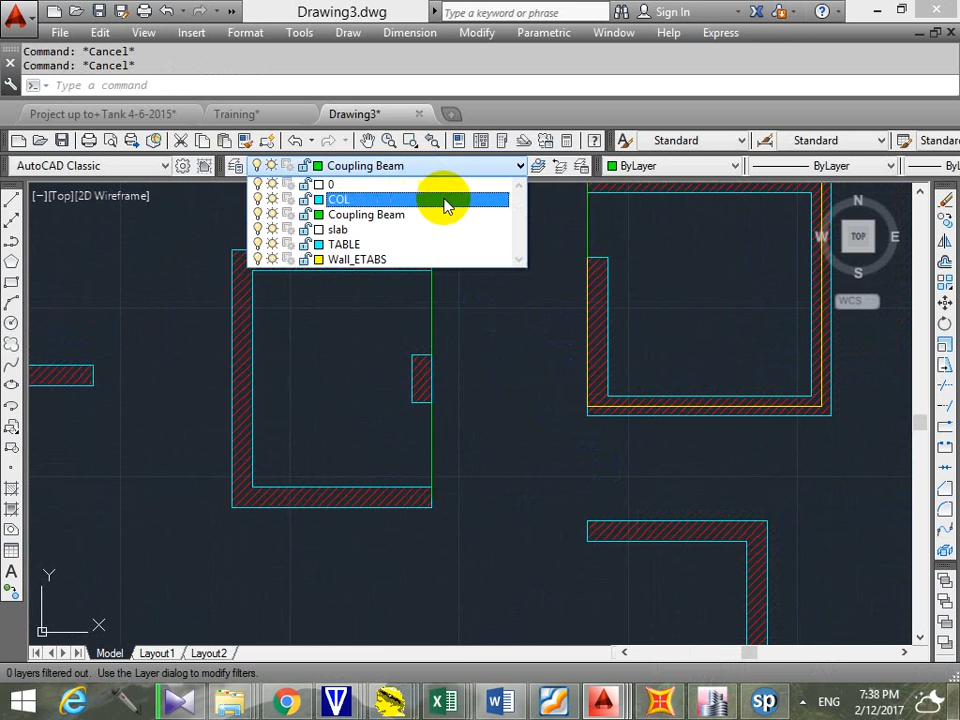 Drawing3.dwg
Type a keyword or phrase
Sign In
File Edit View Insert Format Tools Draw Dimension Modify Parametric Window Help Express
Command: *Cancel*
Command: *Cancel*
Type a command
Project up to+Tank 4-6-2015* Training* Drawing3*
Standard Standard Standard
AutoCAD Classic Coupling Beam ByLayer ByLayer
0
COL
Coupling Beam
slab
TABLE
Wall_ETABS
[−][Top][2D Wireframe]
N
W TOP E
S
WCS
Y
X
A
Model Layout1 Layout2
0 layers filtered out. Use the Layer dialog to modify filters.
ENG
7:38 PM
2/12/2017